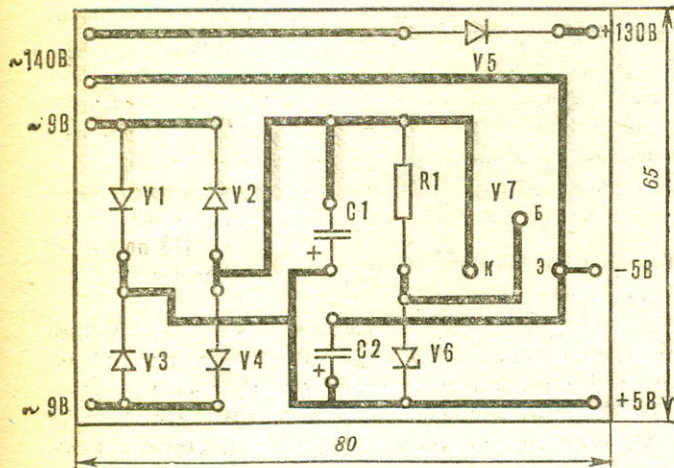 ~140В
+130В
V5
~9В
V1
V2
C1
+
R1
V7
Б
К
Э
-5В
V3
V4
C2
+
V6
~9В
+5В
80
65